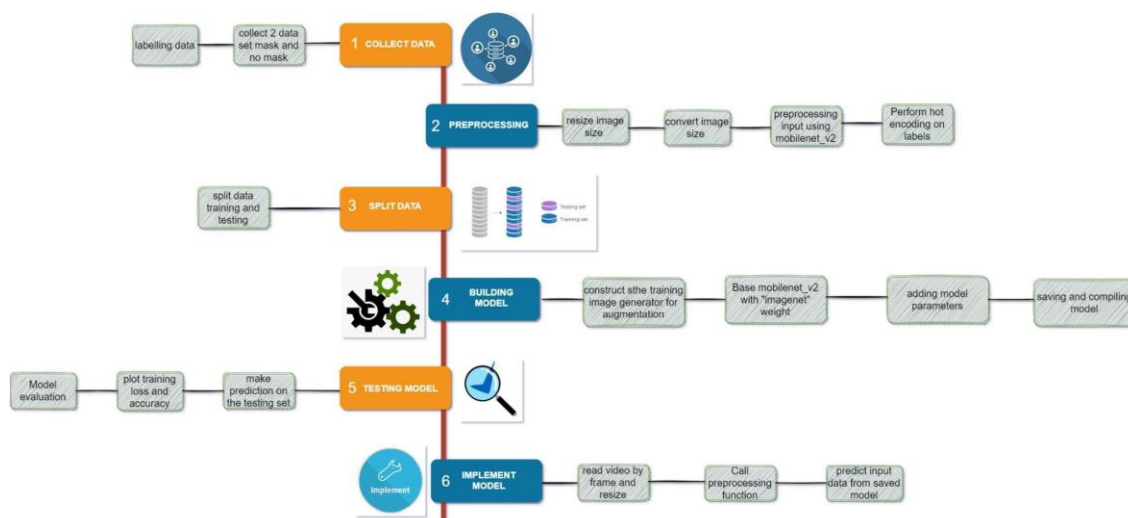 labelling data
collect 2 data
set mask and
no mask
1 COLLECT DATA
2 PREPROCESSING
resize image
size
convert image
size
preprocessing
input using
mobilenet_v2
Perform hot
encoding on
labels
split data
training and
testing
3 SPLIT DATA
Testing set
Training set
4 BUILDING
MODEL
construct sthe training
image generator for
augmentation
Base mobilenet_v2
with "imagenet"
weight
adding model
parameters
saving and compiling
model
Model
evaluation
plot training
loss and
accuracy
make
prediction on
the testing set
5 TESTING MODEL
Implement
6 IMPLEMENT
MODEL
read video by
frame and
resize
Call
preprocessing
function
predict input
data from saved
model